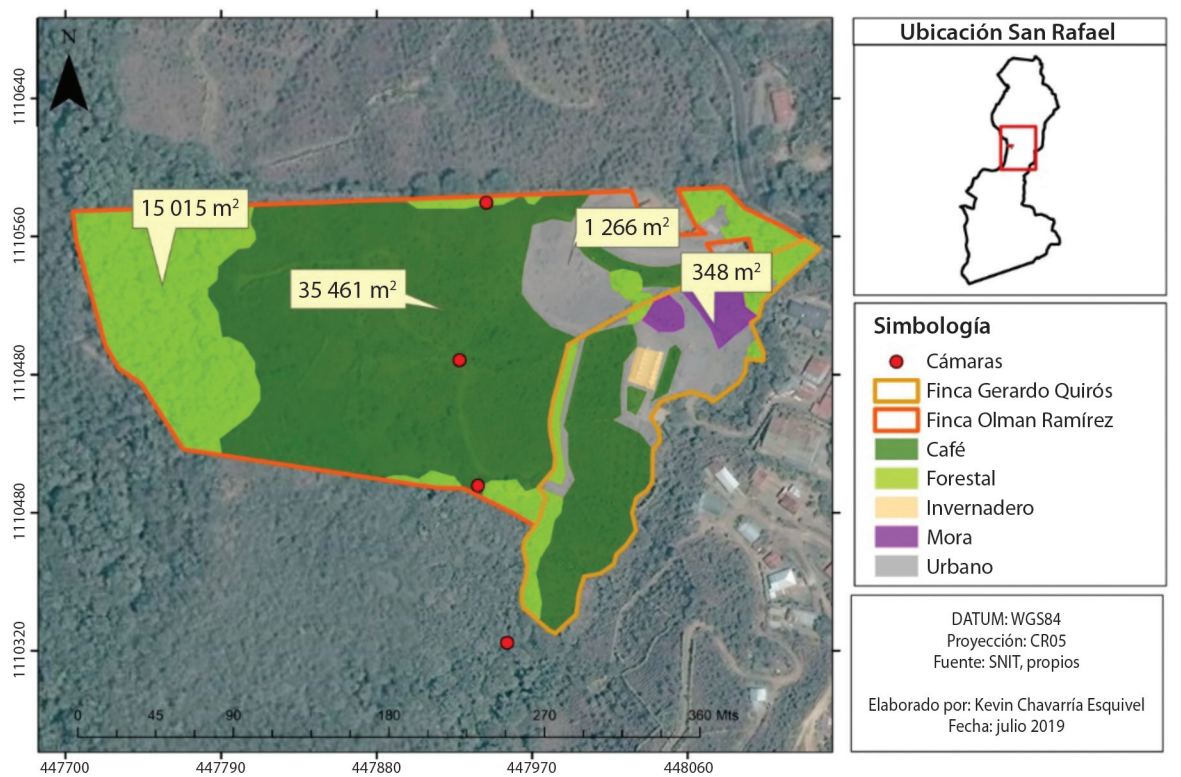 N
1110640
1110560
1110480
1110480
1110320
15 015 m²
1 266 m²
348 m²
35 461 m²
0 45 90 180 270 360 Mts
447700 447790 447880 447970 448060
Ubicación San Rafael
Simbología
Cámaras
Finca Gerardo Quirós
Finca Olman Ramírez
Café
Forestal
Invernadero
Mora
Urbano
DATUM: WGS84
Proyección: CR05
Fuente: SNIT, propios
Elaborado por: Kevin Chavarría Esquivel
Fecha: julio 2019